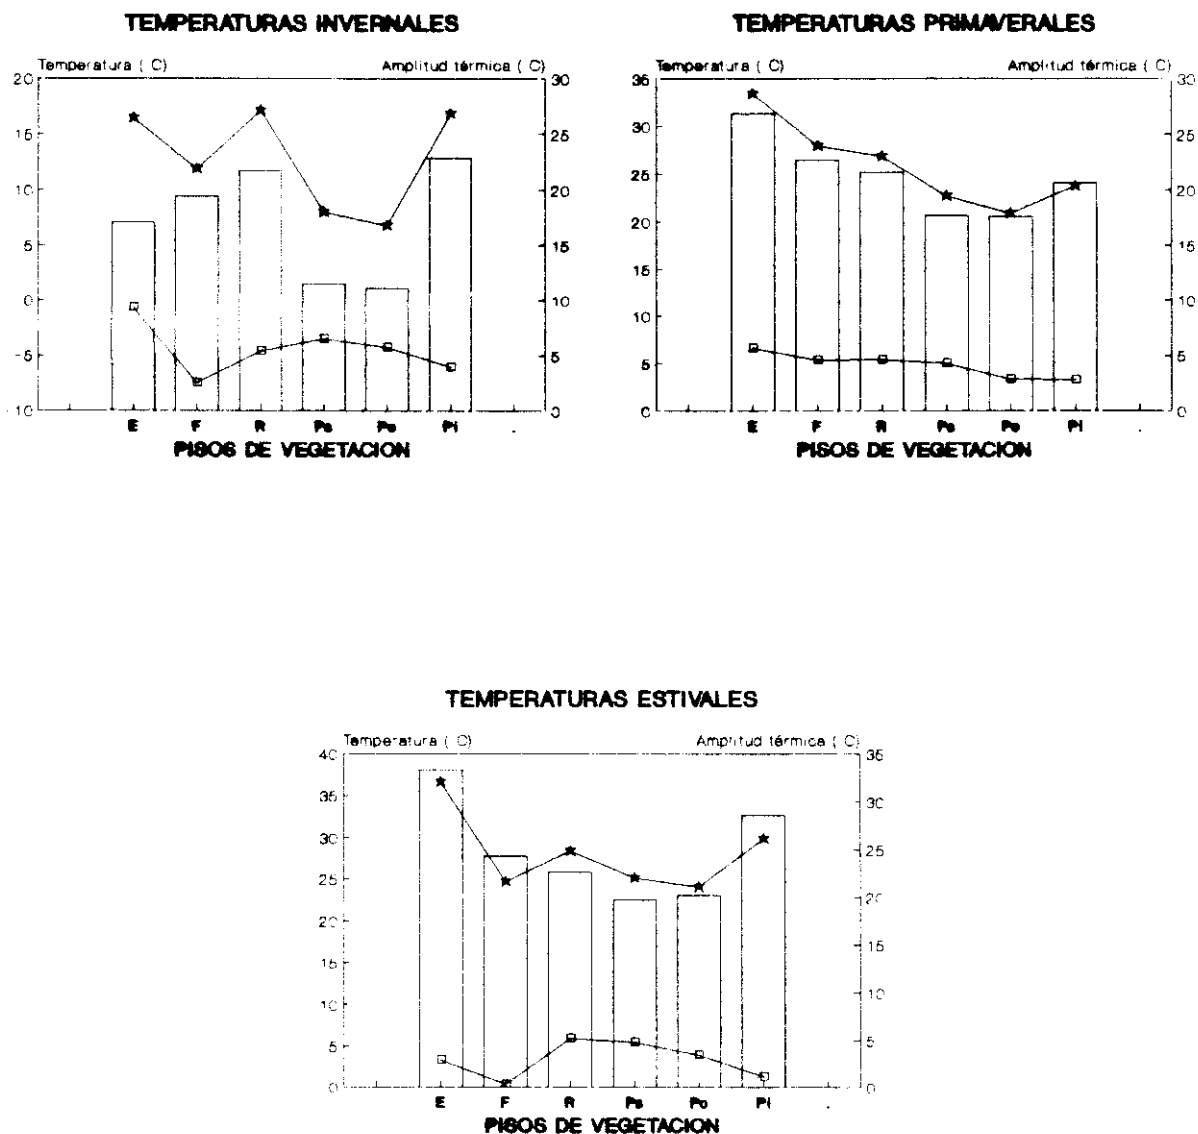 TEMPERATURAS INVERNALES
Temperatura ( C) Amplitud térmica ( C)
20 30
15 25
10 20
5 15
0 10
-5 5
-10 0
E F R Ps Po Pi
PISOS DE VEGETACION
TEMPERATURAS PRIMAVERALES
Temperatura ( C) Amplitud térmica ( C)
35 30
30 25
25 20
20 15
15 10
10 5
5 0
0
E F R Ps Po Pi
PISOS DE VEGETACION
TEMPERATURAS ESTIVALES
Temperatura ( C) Amplitud térmica ( C)
40 35
35 30
30 25
25 20
20 15
15 10
10 5
5 0
0
E F R Ps Po Pi
PISOS DE VEGETACION